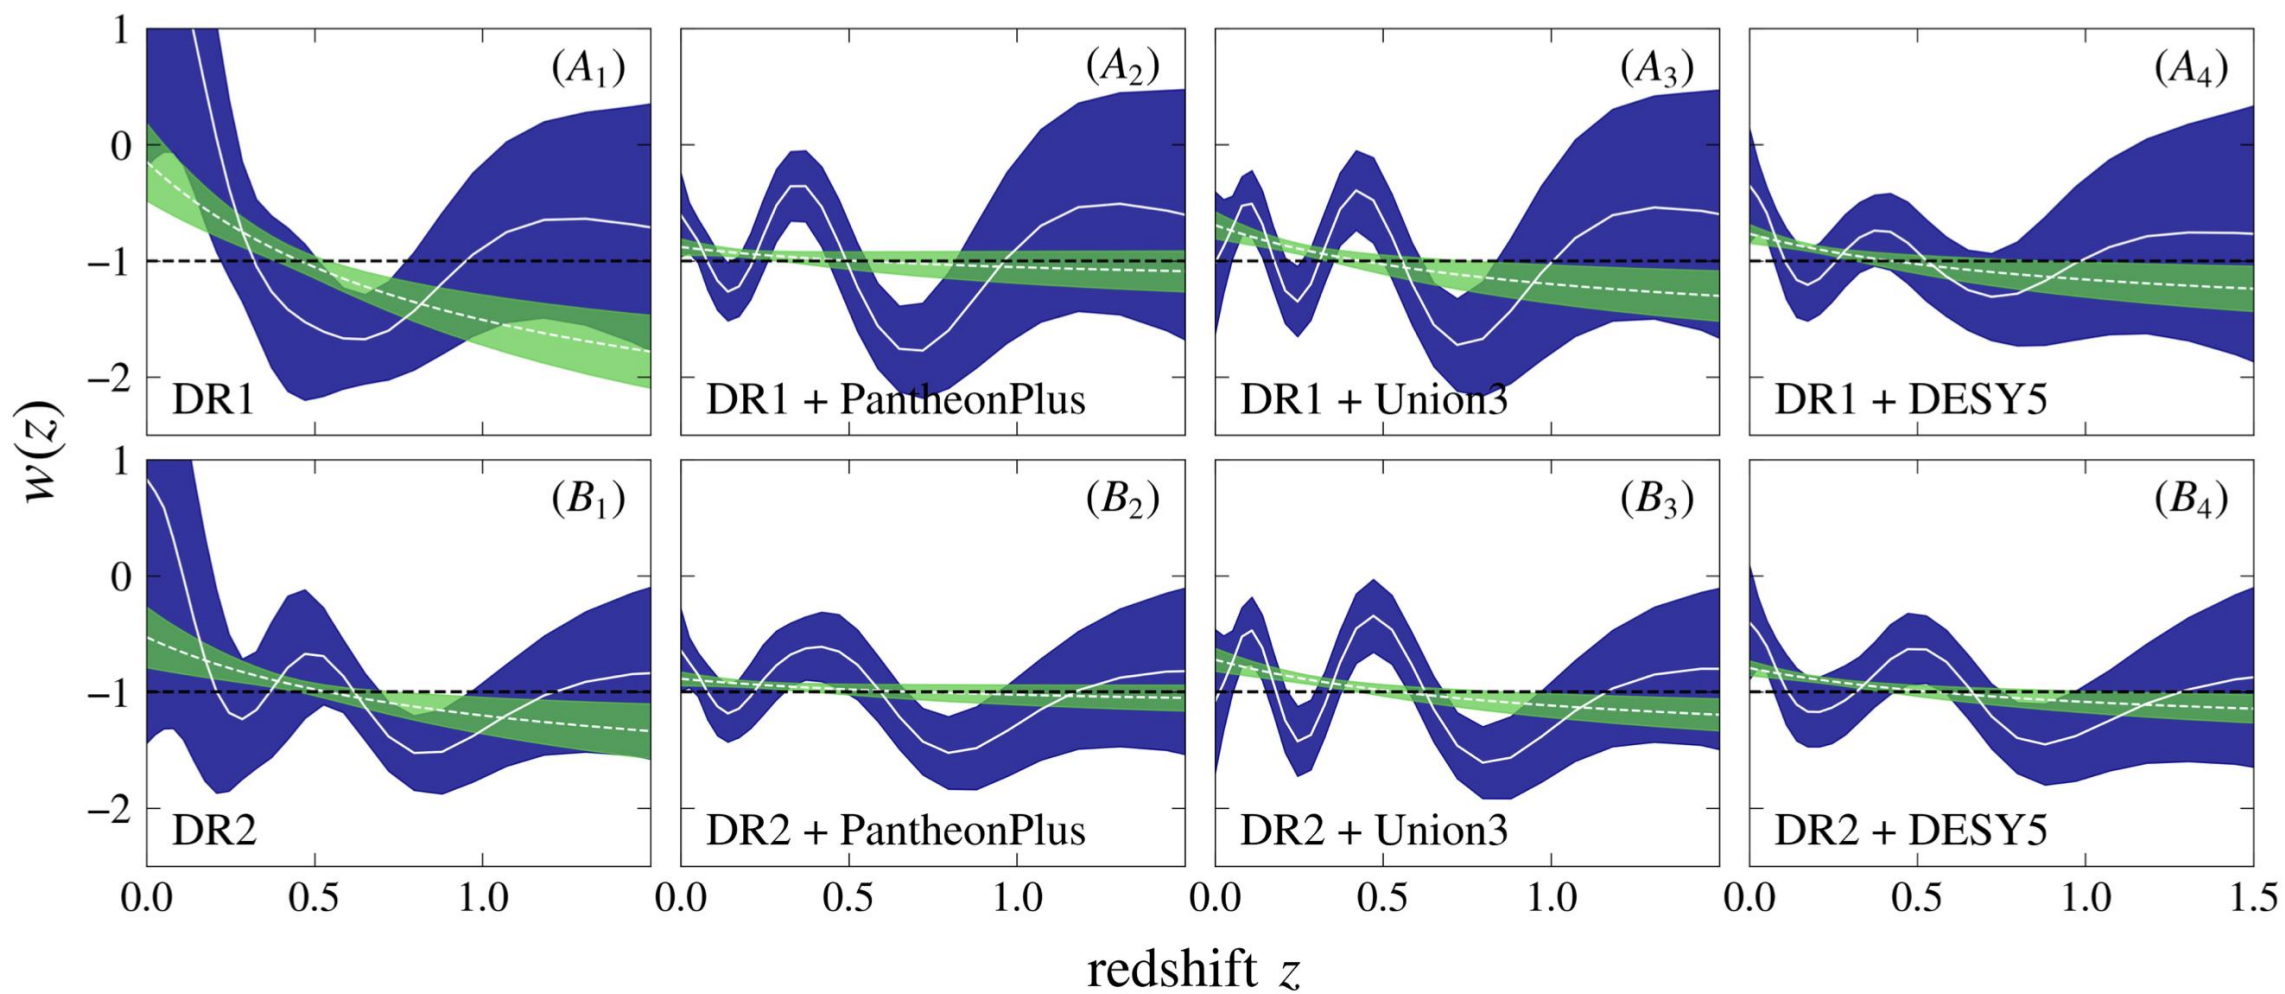 1
(A₁)
(A₂)
(A₃)
(A₄)
0
−1
−2
DR1
DR1 + PantheonPlus
DR1 + Union3
DR1 + DESY5
w(z)
1
(B₁)
(B₂)
(B₃)
(B₄)
0
−1
−2
DR2
DR2 + PantheonPlus
DR2 + Union3
DR2 + DESY5
0.0 0.5 1.0 0.0 0.5 1.0 0.0 0.5 1.0 0.0 0.5 1.0 1.5
redshift z